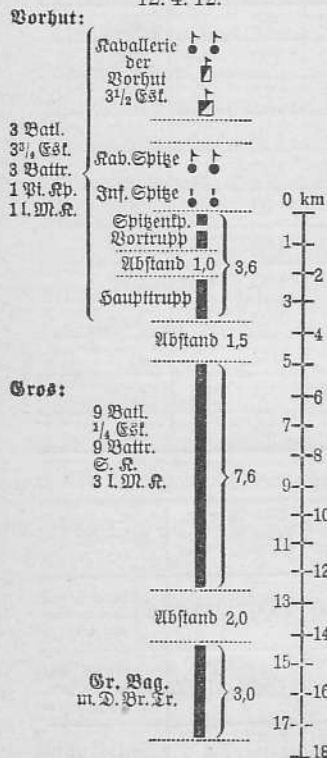 12. 4. 12.
Vorhut:
Kavallerie
der
Vorhut
3½ Esk.
3 Batl.
3¾ Esk.
3 Battr.
1 Pi. Kp.
1 l. M. K.
Kav. Spitze
Inf. Spitze
Spitzenkp.
Vortrupp
Abstand 1,0
3,6
Haupttrupp
Abstand 1,5
Gros:
9 Batl.
¼ Esk.
9 Battr.
S. K.
3 l. M. K.
7,6
Abstand 2,0
Gr. Bag.
m. D. Br. Tr.
3,0
0 km
1
2
3
4
5
6
7
8
9
10
11
12
13
14
15
16
17
18